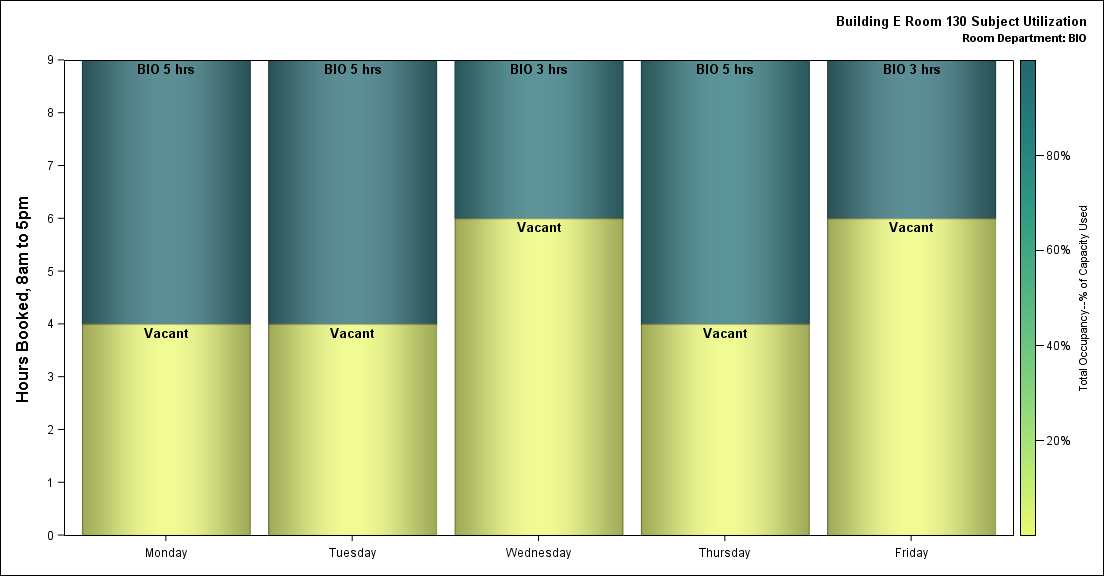 Building E Room 130 Subject Utilization
Room Department: BIO
Hours Booked, 8am to 5pm
9
8
7
6
5
4
3
2
1
0
BIO 5 hrs
Vacant
BIO 5 hrs
Vacant
BIO 3 hrs
Vacant
BIO 5 hrs
Vacant
BIO 3 hrs
Vacant
Monday
Tuesday
Wednesday
Thursday
Friday
80%
60%
40%
20%
Total Occupancy--% of Capacity Used